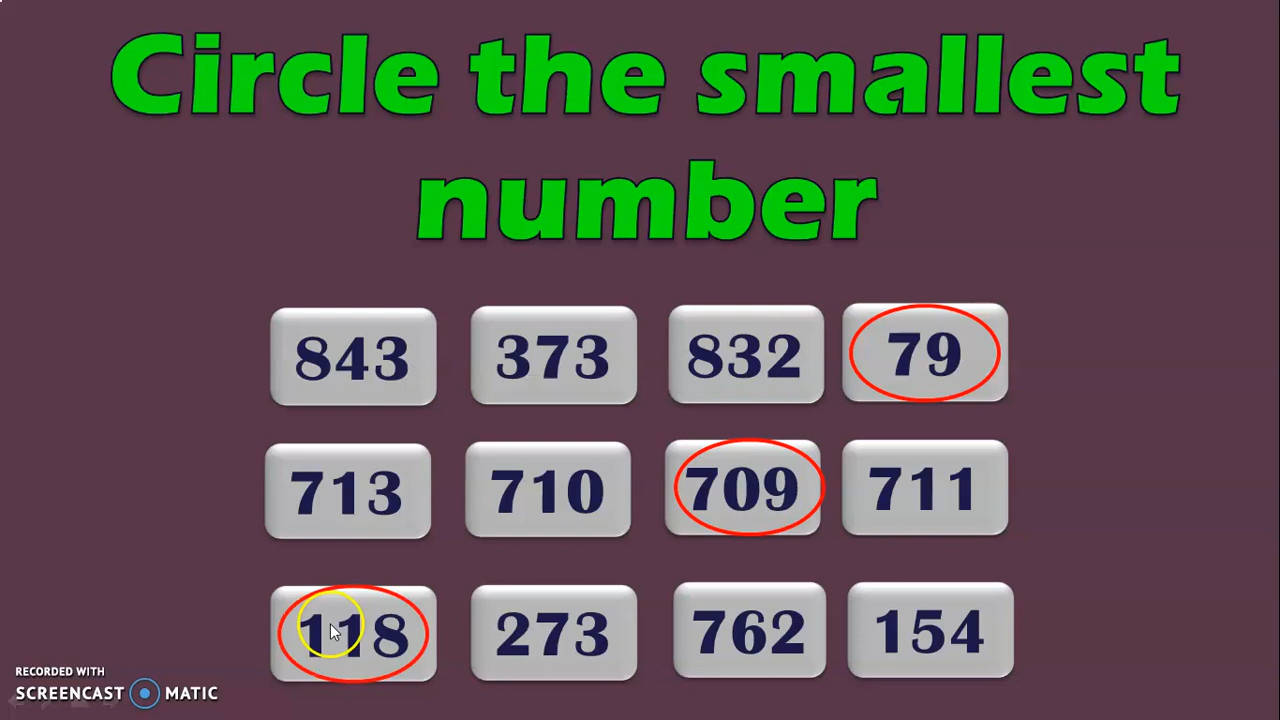 Circle the smallest
number
843 373 832 79
713 710 709 711
118 273 762 154
RECORDED WITH
SCREENCAST MATIC